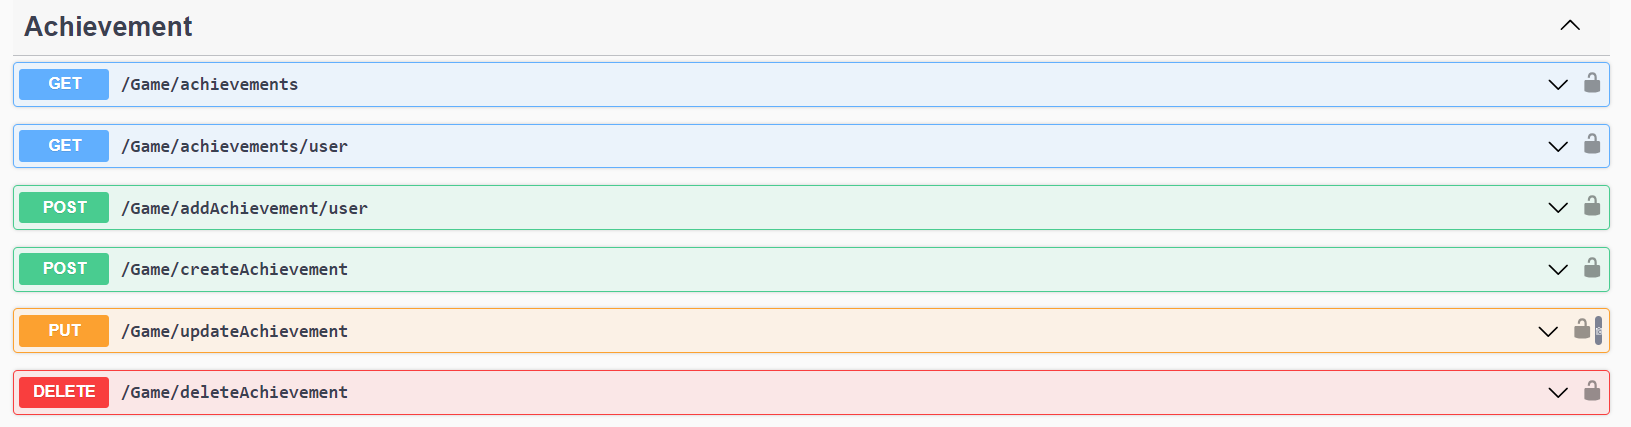 Achievement
GET /Game/achievements
GET /Game/achievements/user
POST /Game/addAchievement/user
POST /Game/createAchievement
PUT /Game/updateAchievement
DELETE /Game/deleteAchievement